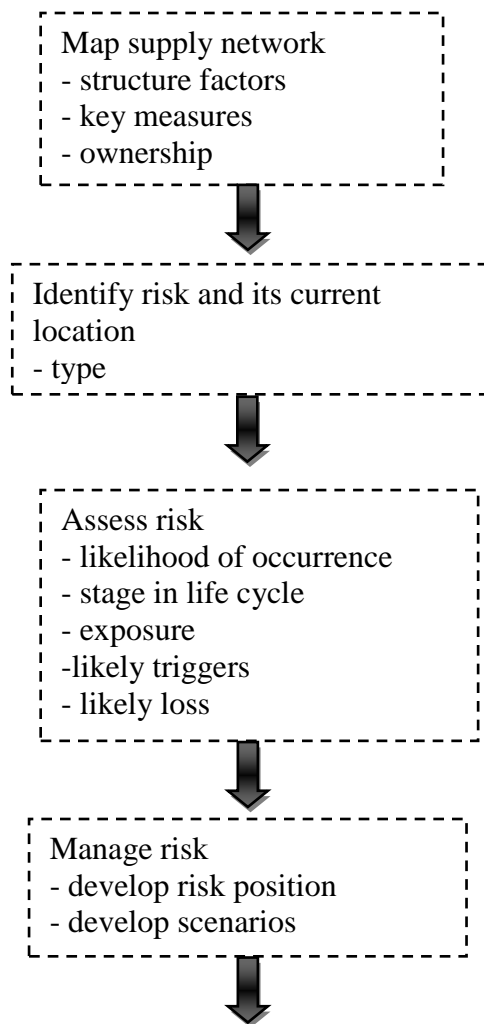 Map supply network
- structure factors
- key measures
- ownership
Identify risk and its current
location
- type
Assess risk
- likelihood of occurrence
- stage in life cycle
- exposure
-likely triggers
- likely loss
Manage risk
- develop risk position
- develop scenarios